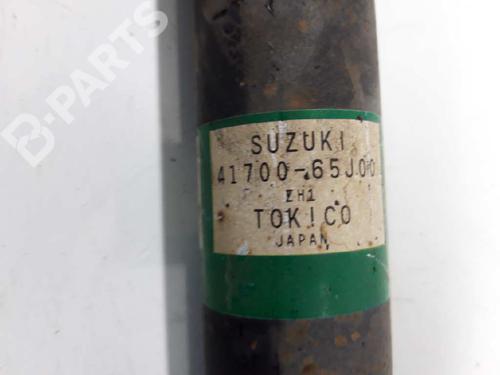 B-PARTS
SUZUKI
41700-65J00
ZH1
TOKICO
JAPAN